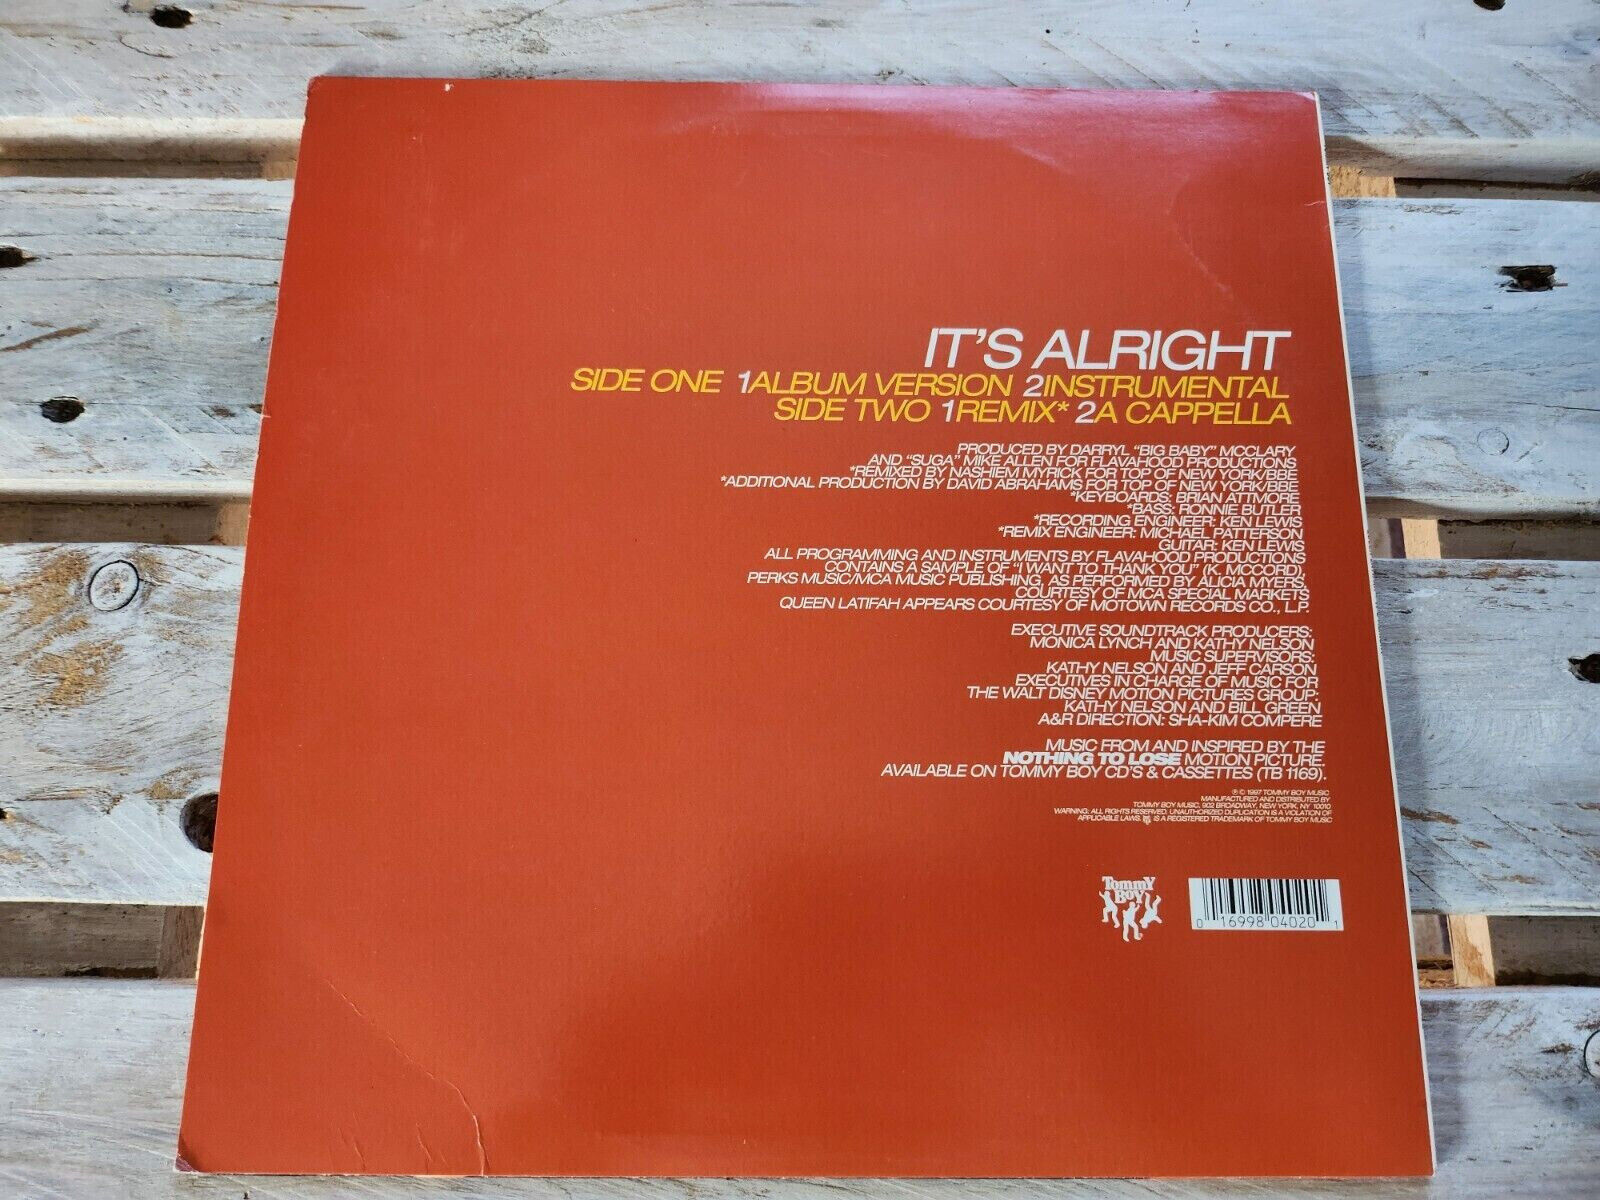 IT'S ALRIGHT
SIDE ONE 1ALBUM VERSION 2INSTRUMENTAL
SIDE TWO 1REMIX* 2A CAPPELLA
PRODUCED BY DARRYL "BIG BABY" MCCLARY
AND "SUGA" MIKE ALLEN FOR FLAVAHOOD PRODUCTIONS
*REMIXED BY NASHIEM MYRICK FOR TOP OF NEW YORK/BBE
*ADDITIONAL PRODUCTION BY DAVID ABRAHAMS FOR TOP OF NEW YORK/BBE
*KEYBOARDS: BRIAN ATTMORE
*BASS: RONNIE BUTLER
*RECORDING ENGINEER: KEN LEWIS
*REMIX ENGINEER: MICHAEL PATTERSON
GUITAR: KEN LEWIS
ALL PROGRAMMING AND INSTRUMENTS BY FLAVAHOOD PRODUCTIONS
CONTAINS A SAMPLE OF "I WANT TO THANK YOU" (K. MCCORD),
PERKS MUSIC/MCA MUSIC PUBLISHING, AS PERFORMED BY ALICIA MYERS,
COURTESY OF MCA SPECIAL MARKETS
QUEEN LATIFAH APPEARS COURTESY OF MOTOWN RECORDS CO., L.P.
EXECUTIVE SOUNDTRACK PRODUCERS:
MONICA LYNCH AND KATHY NELSON
MUSIC SUPERVISORS:
KATHY NELSON AND JEFF CARSON
EXECUTIVES IN CHARGE OF MUSIC FOR
THE WALT DISNEY MOTION PICTURES GROUP:
KATHY NELSON AND BILL GREEN
A&R DIRECTION: SHA-KIM COMPERE
MUSIC FROM AND INSPIRED BY THE
NOTHING TO LOSE MOTION PICTURE.
AVAILABLE ON TOMMY BOY CD'S & CASSETTES (TB 1169).
℗ © 1997 TOMMY BOY MUSIC
MANUFACTURED AND DISTRIBUTED BY
TOMMY BOY MUSIC, 902 BROADWAY, NEW YORK, NY 10010
WARNING: ALL RIGHTS RESERVED. UNAUTHORIZED DUPLICATION IS A VIOLATION OF
APPLICABLE LAWS. IS A REGISTERED TRADEMARK OF TOMMY BOY MUSIC
Tommy
Boy
0 16998 04020 1